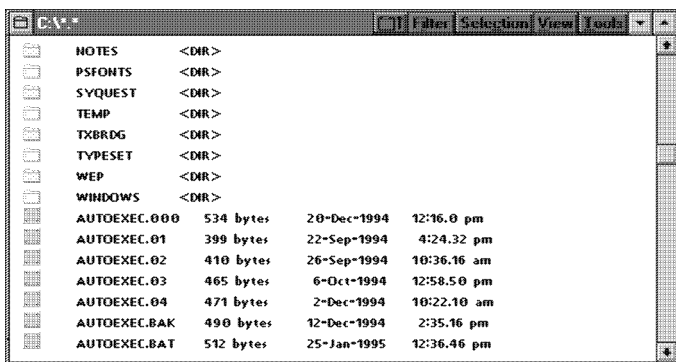 C:\*.* Filter Selection View Tools
NOTES <DIR>
PSFONTS <DIR>
SYQUEST <DIR>
TEMP <DIR>
TXBRDG <DIR>
TYPESET <DIR>
WEP <DIR>
WINDOWS <DIR>
AUTOEXEC.000 534 bytes 20-Dec-1994 12:16.0 pm
AUTOEXEC.01 399 bytes 22-Sep-1994 4:24.32 pm
AUTOEXEC.02 410 bytes 26-Sep-1994 10:36.16 am
AUTOEXEC.03 465 bytes 6-Oct-1994 12:58.50 pm
AUTOEXEC.04 471 bytes 2-Dec-1994 10:22.10 am
AUTOEXEC.BAK 490 bytes 12-Dec-1994 2:35.16 pm
AUTOEXEC.BAT 512 bytes 25-Jan-1995 12:36.46 pm